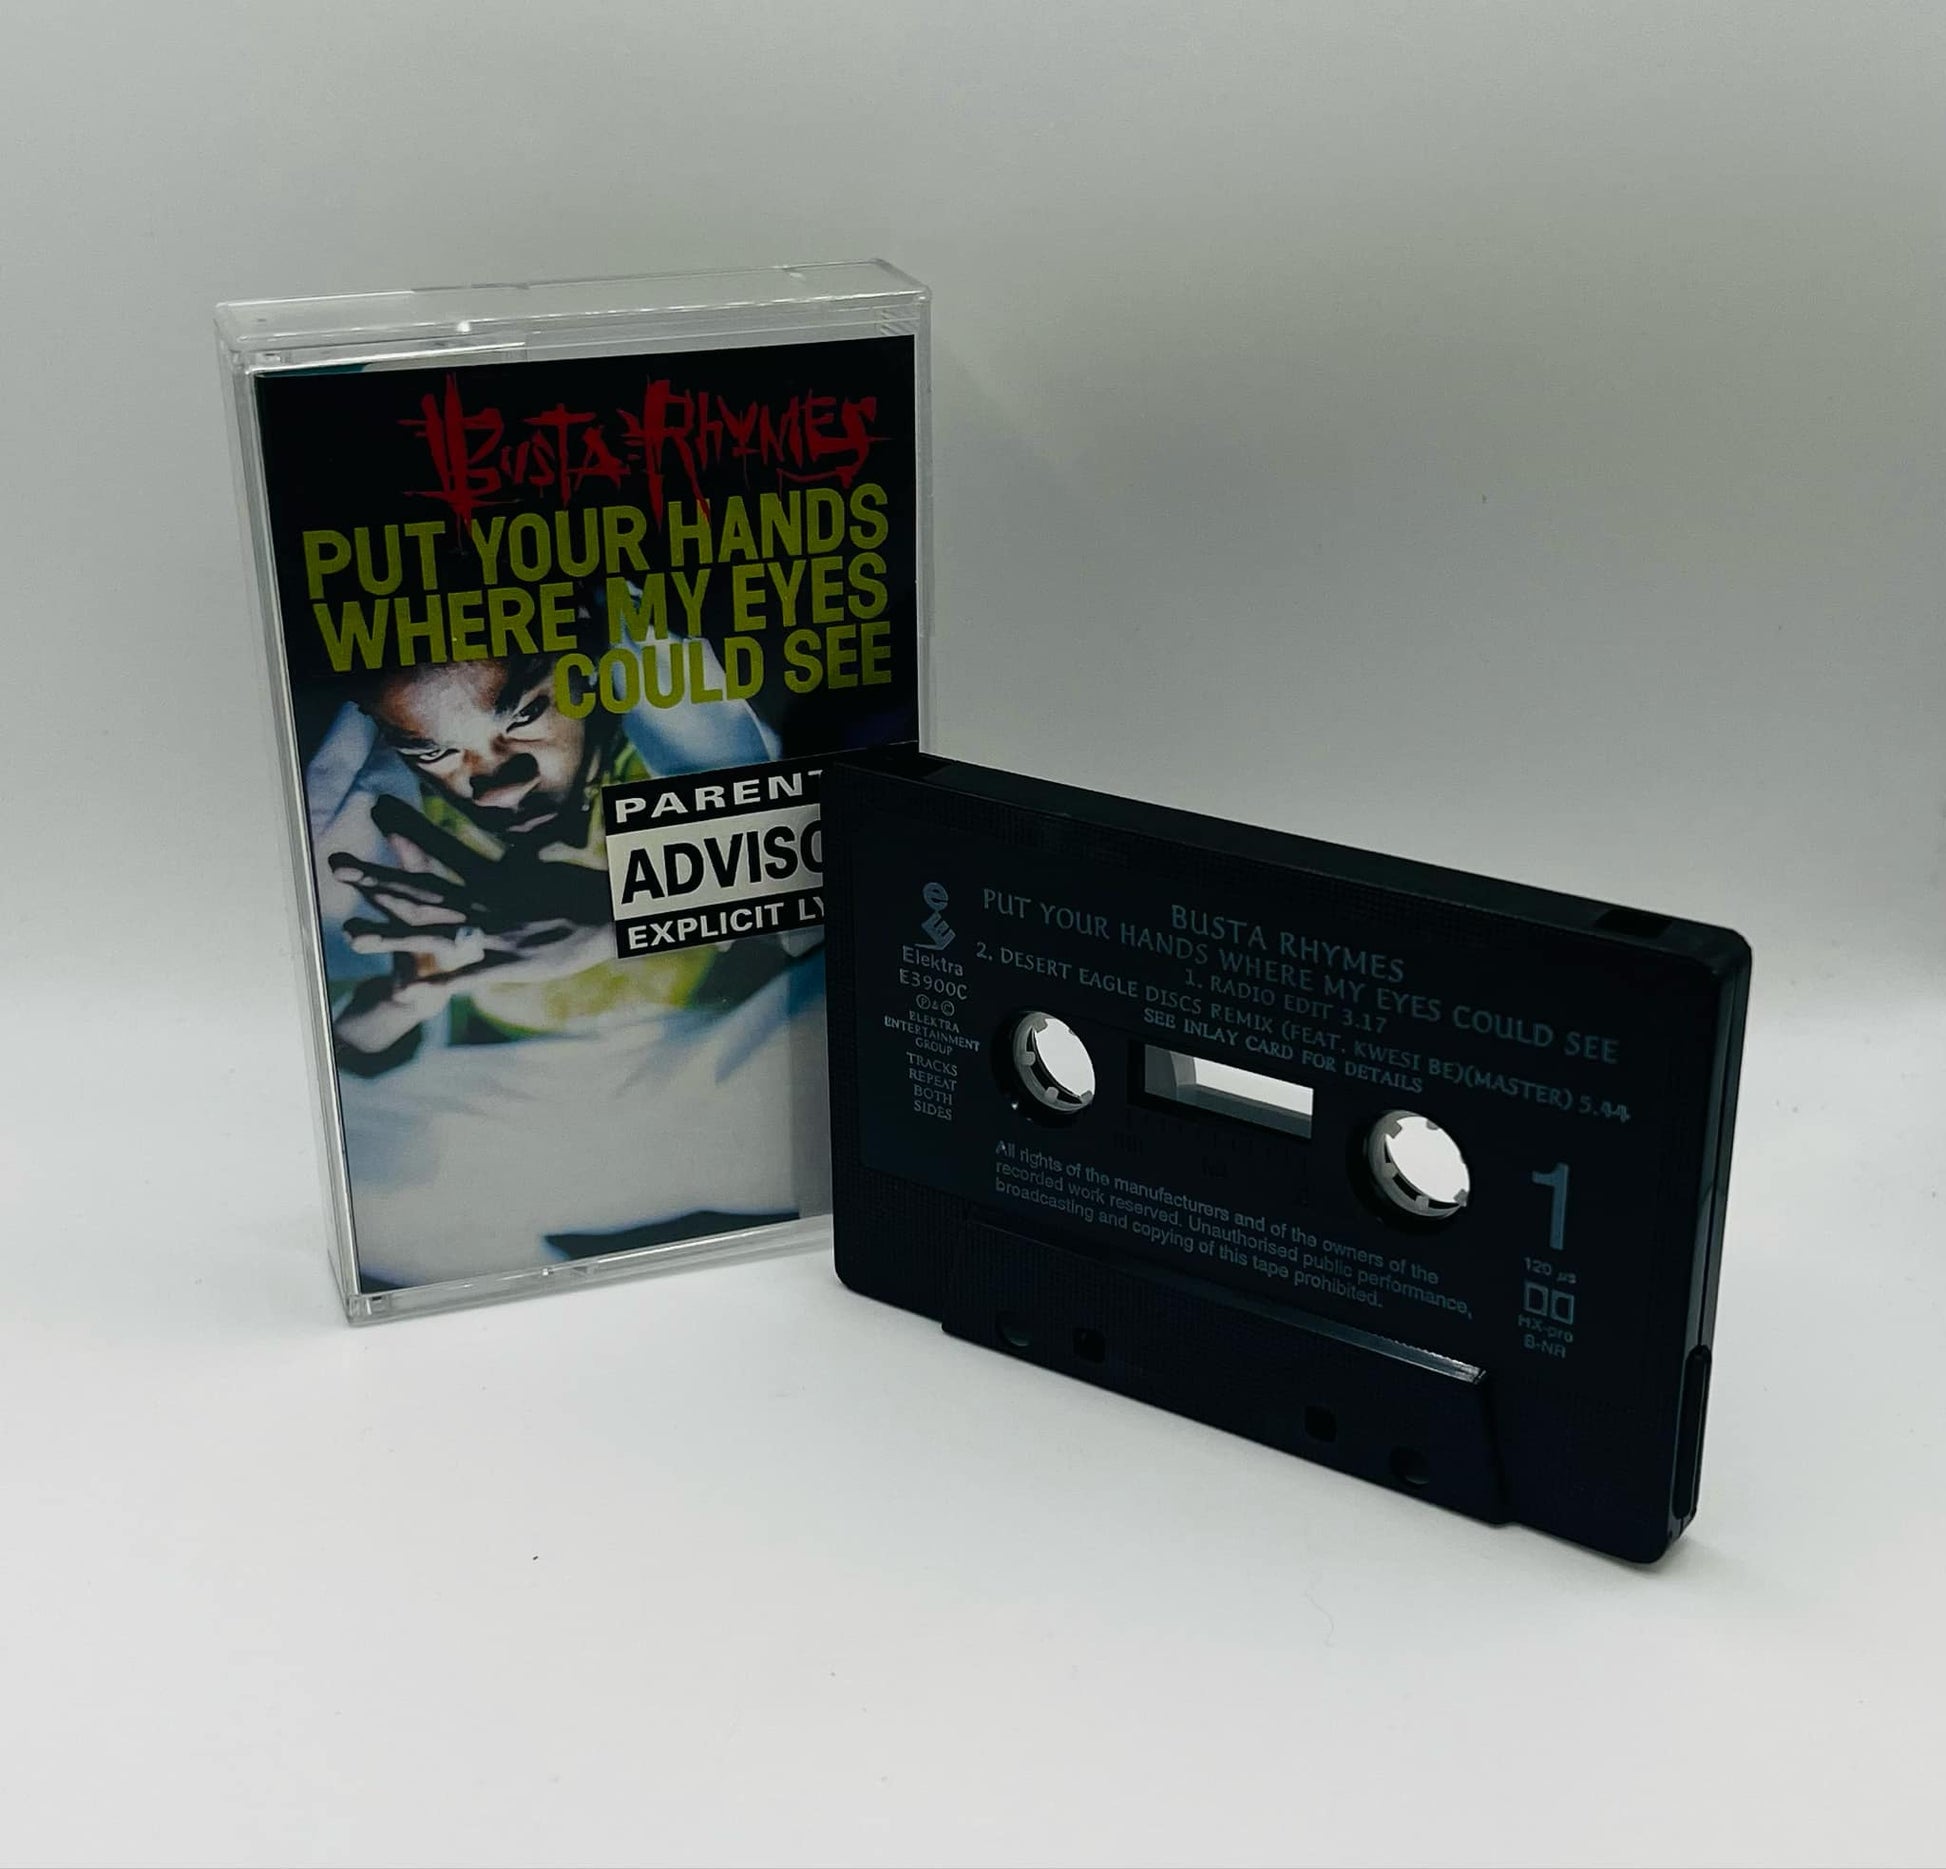 BUSTA RHYMES
PUT YOUR HANDS
WHERE MY EYES
COULD SEE
PARENT
ADVISO
EXPLICIT LY
BUSTA RHYMES
PUT YOUR HANDS WHERE MY EYES COULD SEE
1. RADIO EDIT 3.17
2. DESERT EAGLE DISCS REMIX (FEAT. KWESI BE)(MASTER) 5.44
SEE INLAY CARD FOR DETAILS
Elektra
E3900C
℗ & ©
ELEKTRA
ENTERTAINMENT
GROUP
TRACKS
REPEAT
BOTH
SIDES
All rights of the manufacturers and of the owners of the
recorded work reserved. Unauthorised public performance,
broadcasting and copying of this tape prohibited.
1
120 µs
HX-pro
B-NR